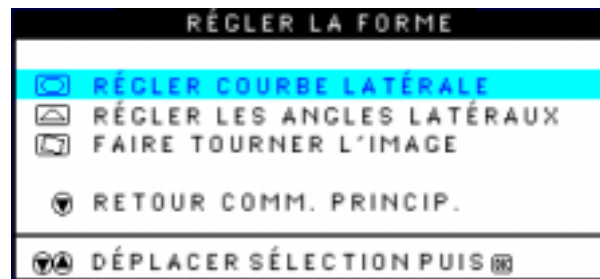 RÉGLER LA FORME
RÉGLER COURBE LATÉRALE
RÉGLER LES ANGLES LATÉRAUX
FAIRE TOURNER L'IMAGE
RETOUR COMM. PRINCIP.
DÉPLACER SÉLECTION PUIS OK